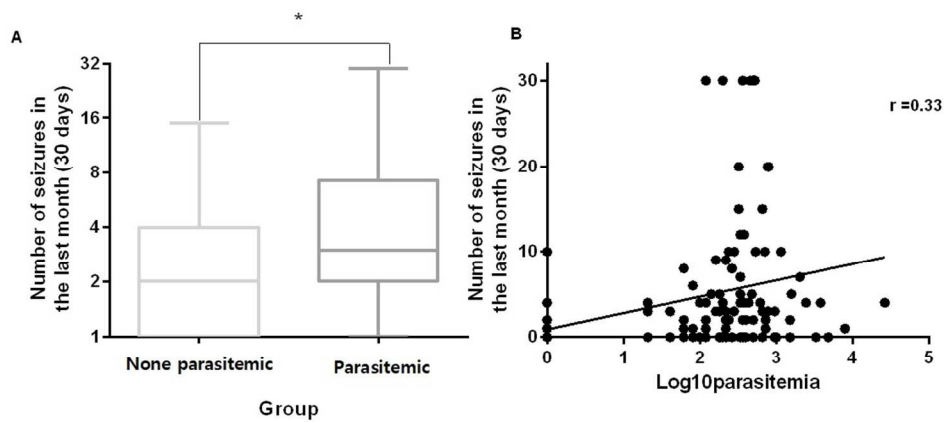 A
*
Number of seizures in
the last month (30 days)
32
16
8
4
2
1
None parasitemic
Parasitemic
Group
B
r =0.33
Number of seizures in
the last month (30 days)
30
20
10
0
0
1
2
3
4
5
Log10parasitemia